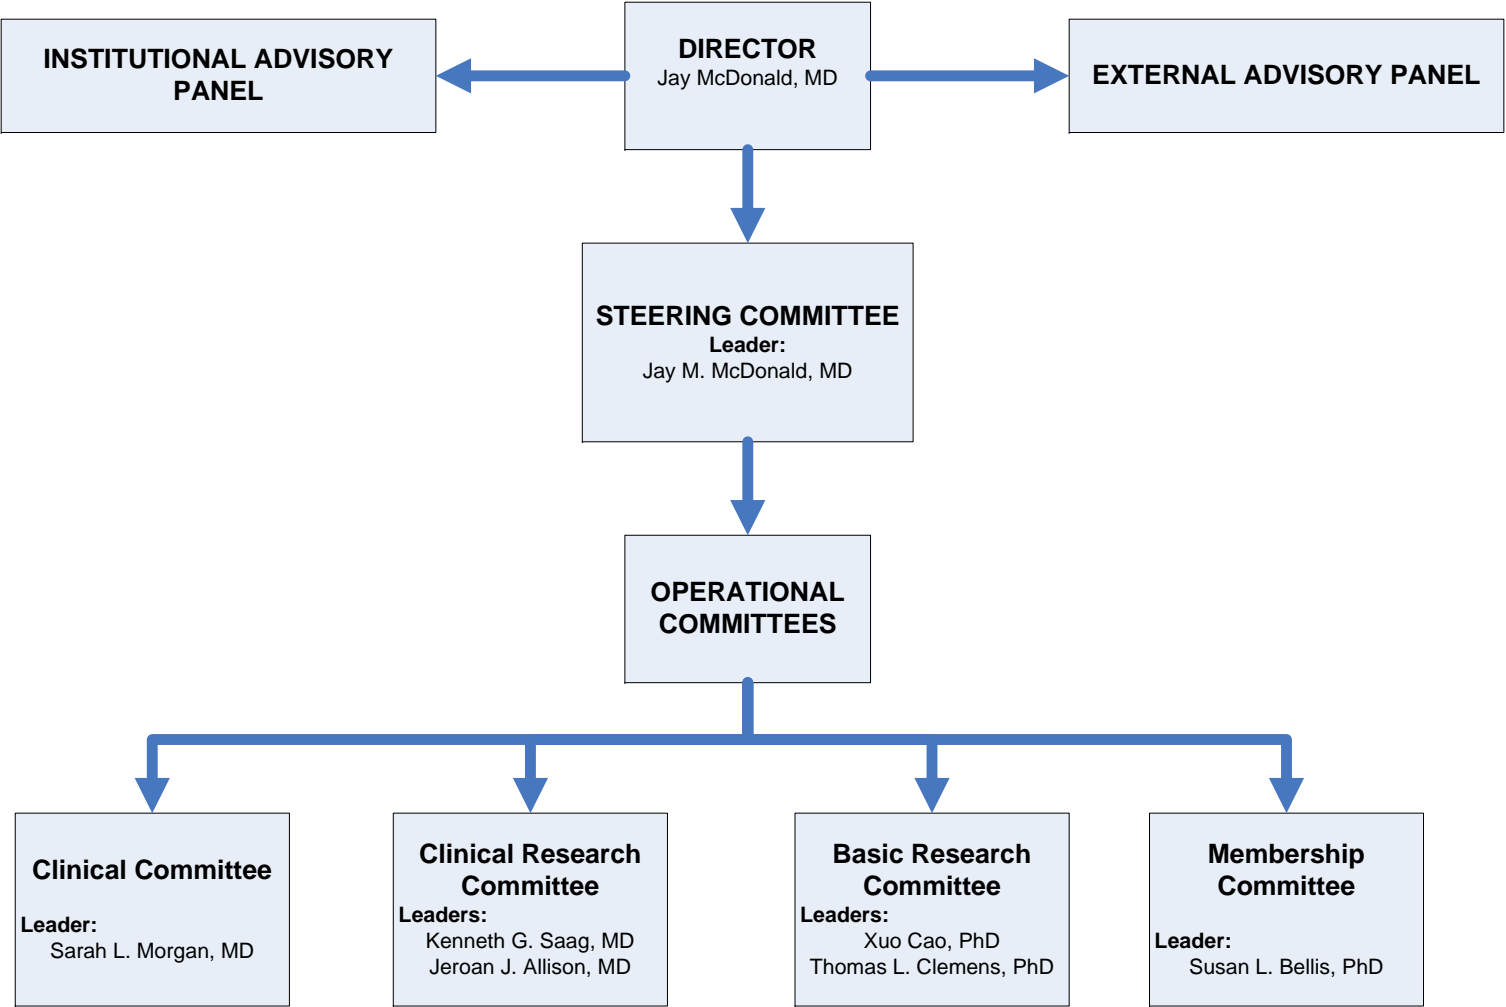 INSTITUTIONAL ADVISORY
PANEL
DIRECTOR
Jay McDonald, MD
EXTERNAL ADVISORY PANEL
STEERING COMMITTEE
Leader:
Jay M. McDonald, MD
OPERATIONAL
COMMITTEES
Clinical Committee
Leader:
Sarah L. Morgan, MD
Clinical Research
Committee
Leaders:
Kenneth G. Saag, MD
Jeroan J. Allison, MD
Basic Research
Committee
Leaders:
Xuo Cao, PhD
Thomas L. Clemens, PhD
Membership
Committee
Leader:
Susan L. Bellis, PhD